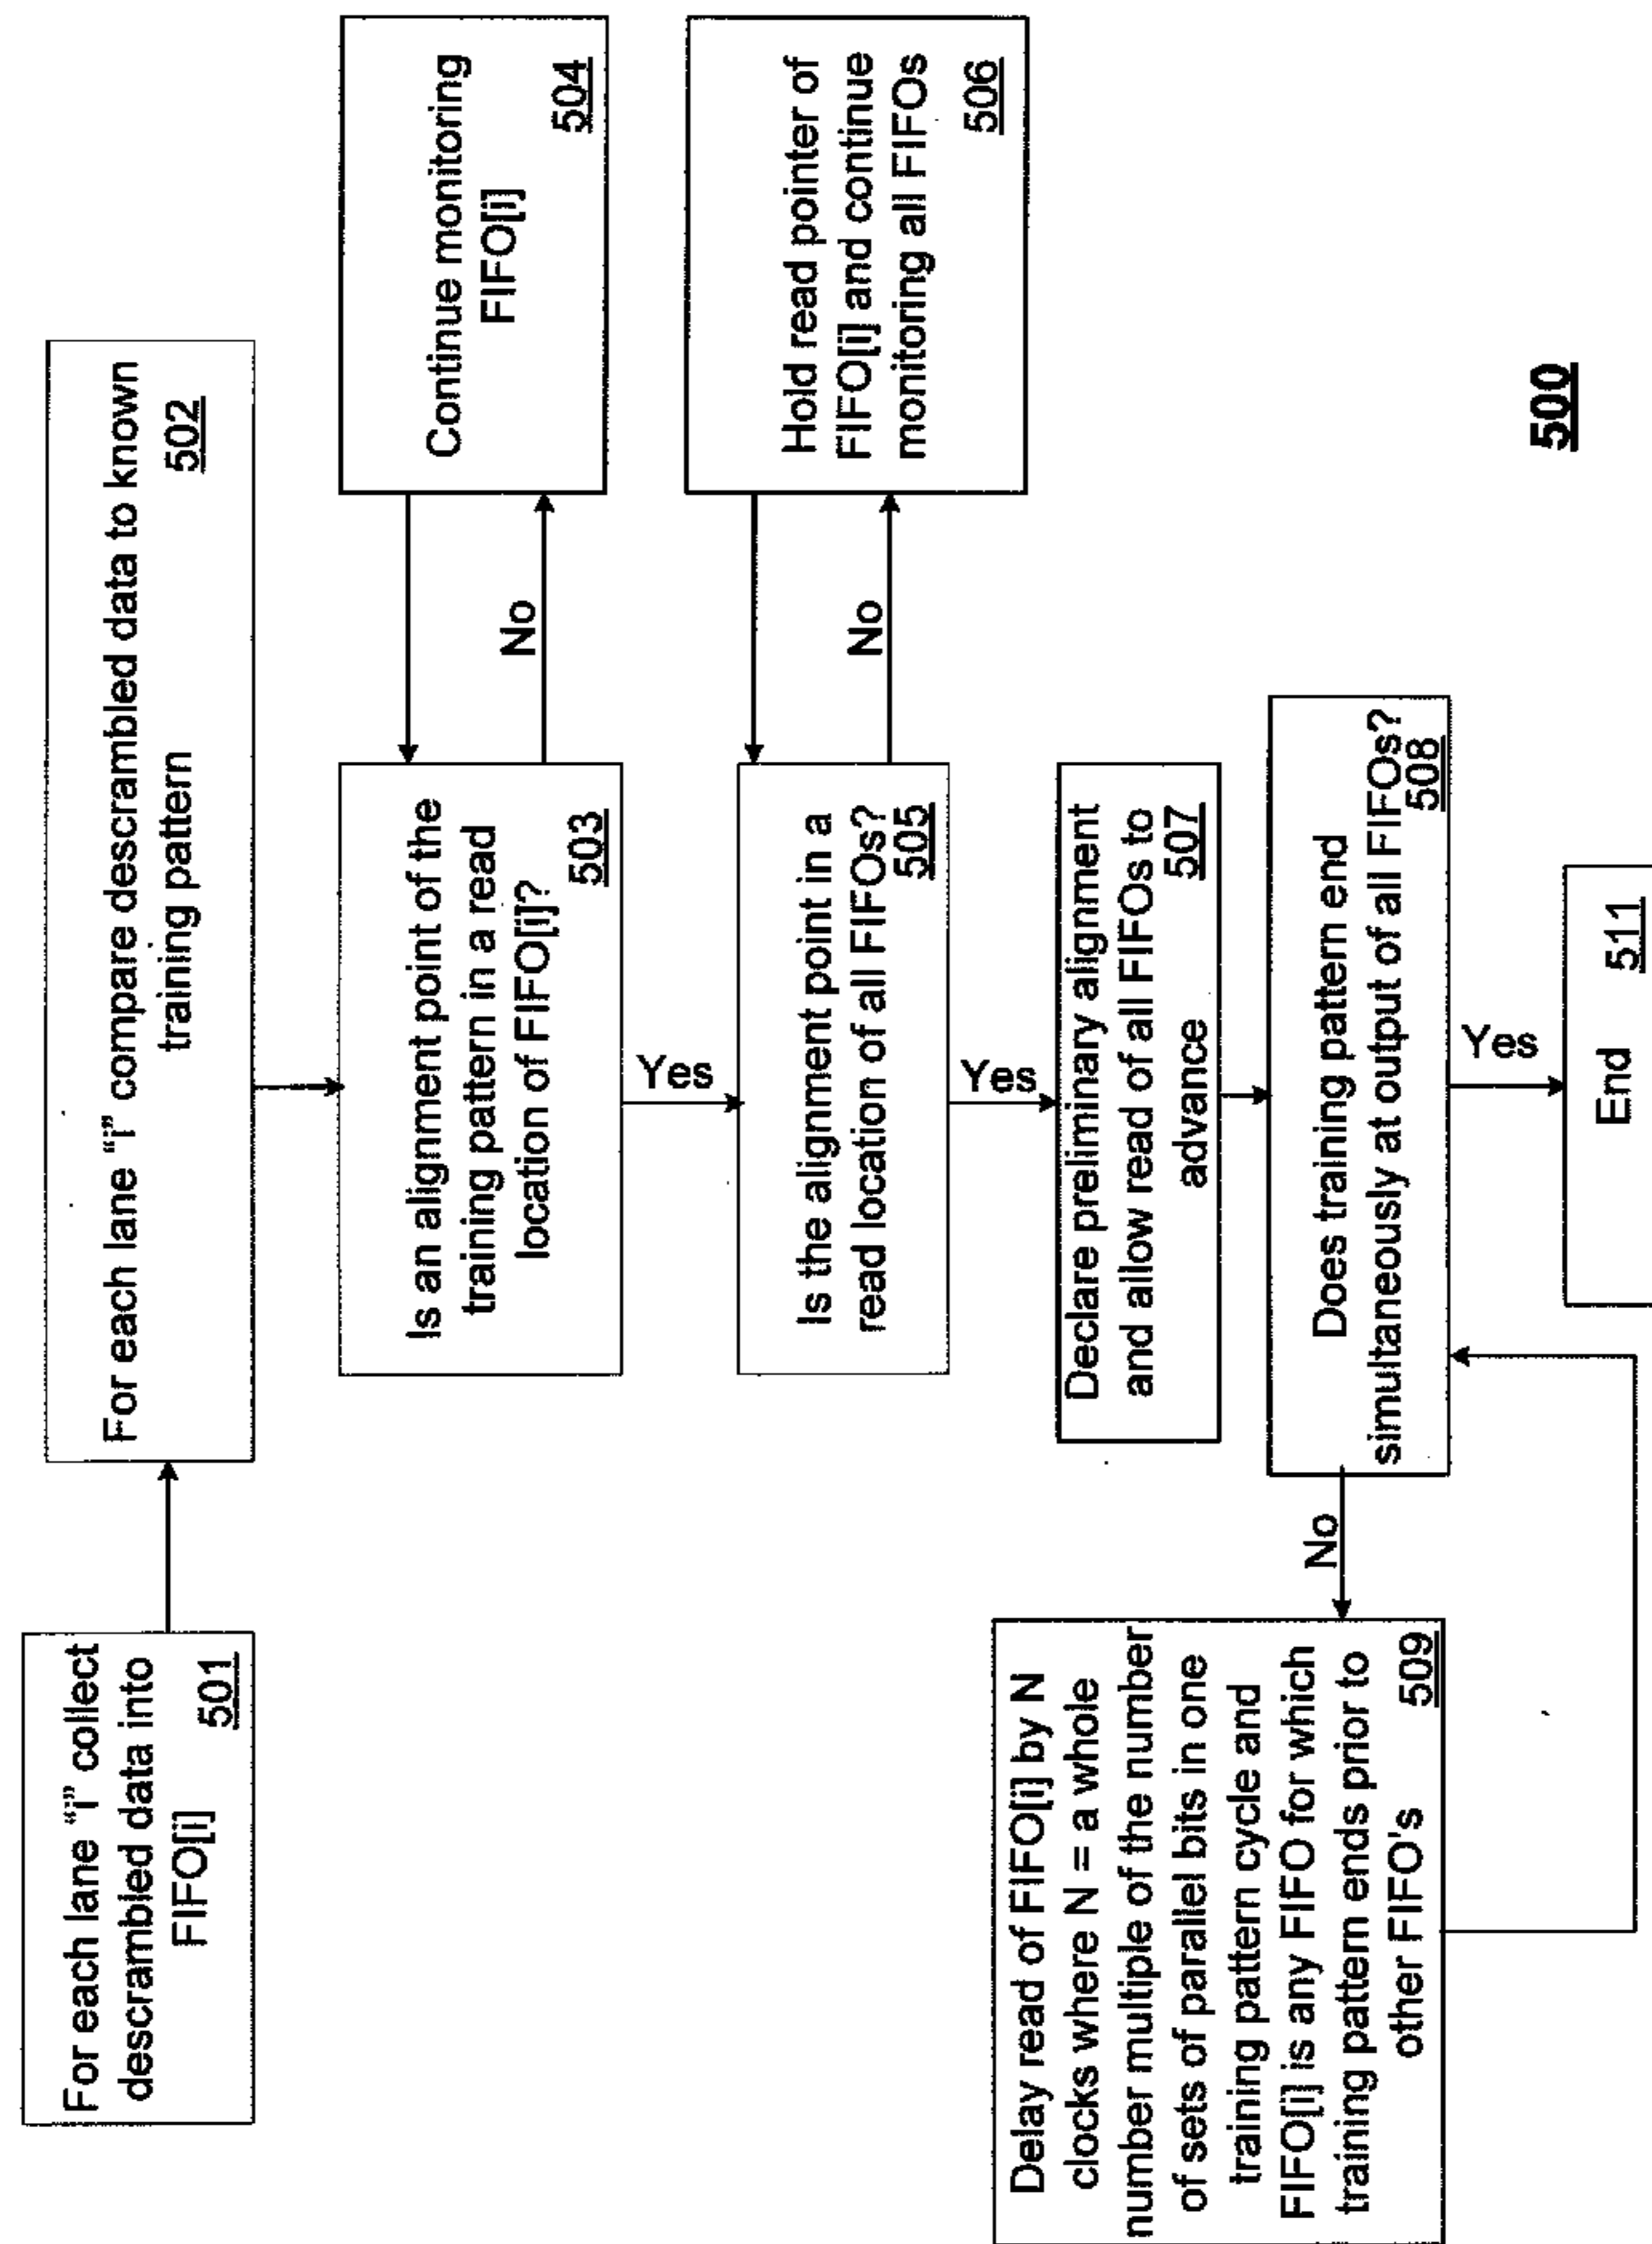 For each lane "i" collect
descrambled data into
FIFO[i]
501
For each lane "i" compare descrambled data to known
training pattern
502
Is an alignment point of the
training pattern in a read
location of FIFO[i]?
503
No
Continue monitoring
FIFO[i]
504
Yes
Is the alignment point in a
read location of all FIFOs?
505
No
Hold read pointer of
FIFO[i] and continue
monitoring all FIFOs
506
Yes
Declare preliminary alignment
and allow read of all FIFOs to
advance
507
Does training pattern end
simultaneously at output of all FIFOs?
508
No
Delay read of FIFO[i] by N
clocks where N = a whole
number multiple of the number
of sets of parallel bits in one
training pattern cycle and
FIFO[i] is any FIFO for which
training pattern ends prior to
other FIFO's
509
Yes
End
511
500